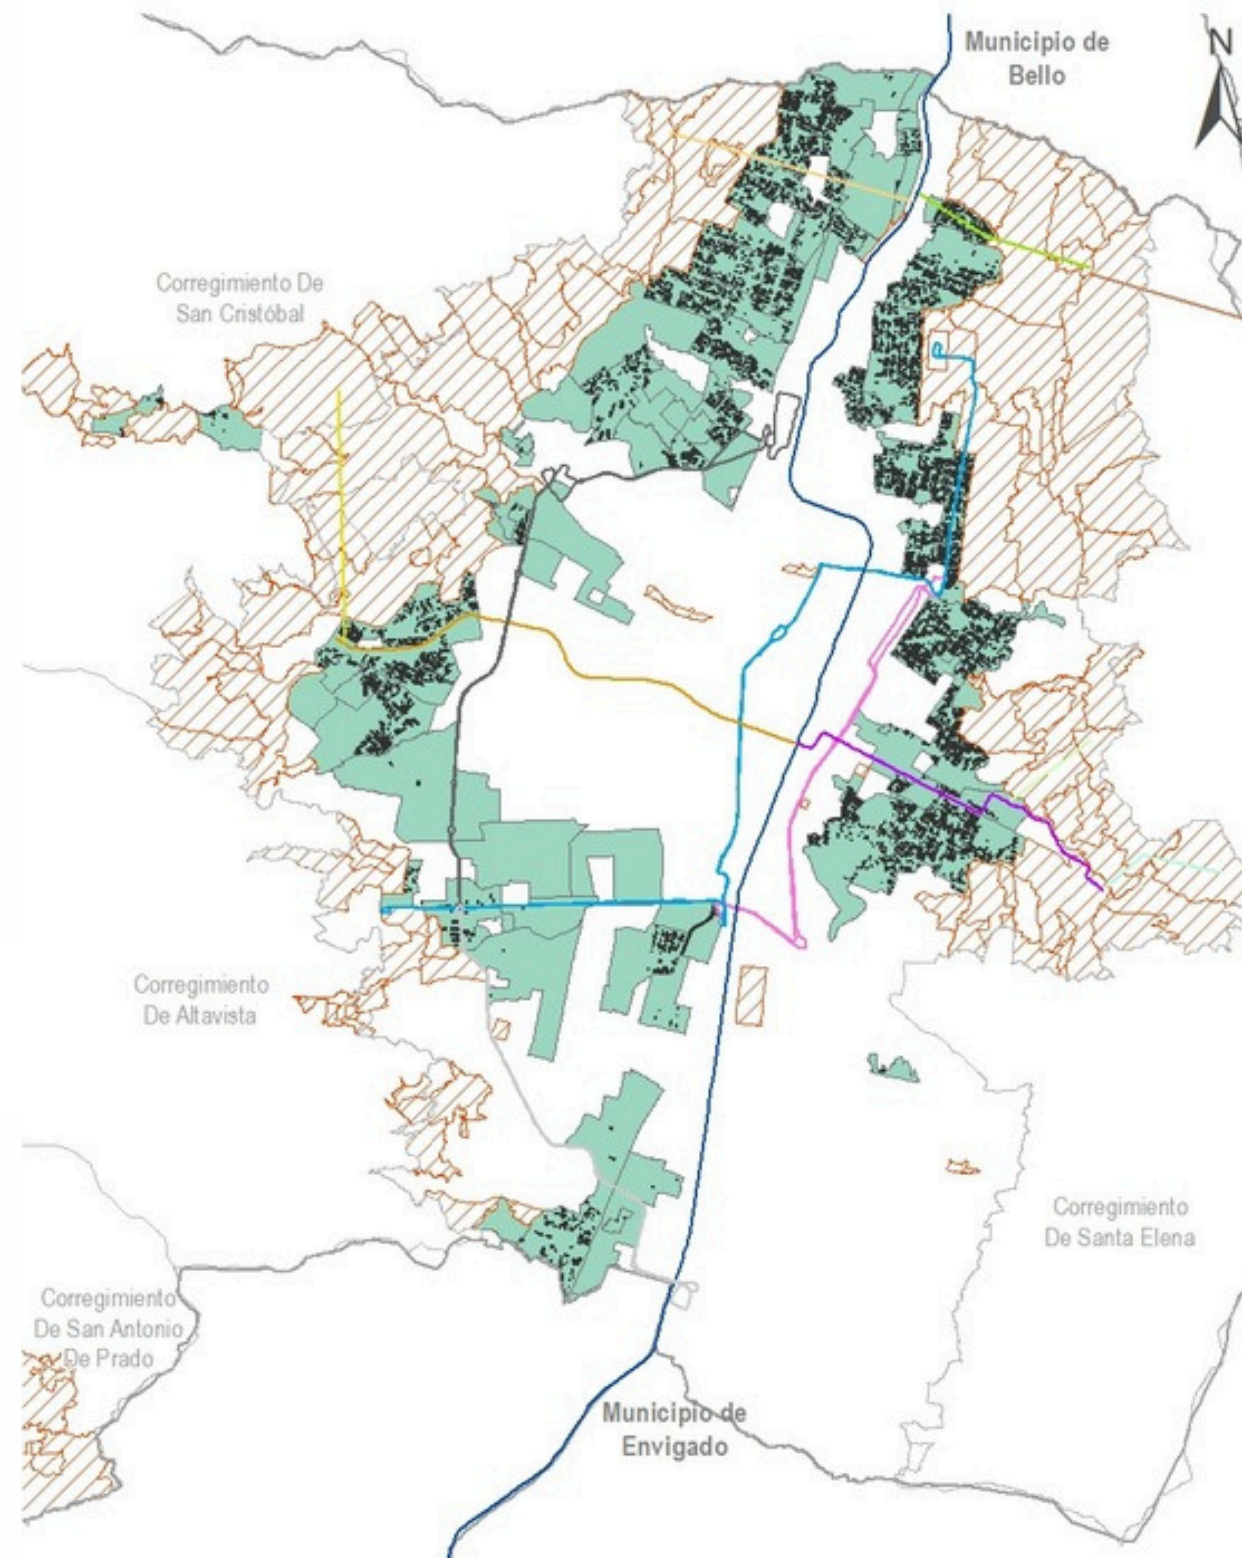 Municipio de
Bello
N
Corregimiento De
San Cristóbal
Corregimiento
De Altavista
Corregimiento
De Santa Elena
Corregimiento
De San Antonio
De Prado
Municipio de
Envigado